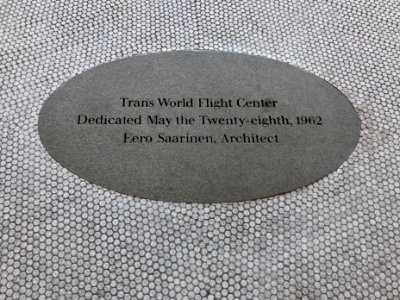 Trans World Flight Center
Dedicated May the Twenty-eighth, 1962
Eero Saarinen, Architect